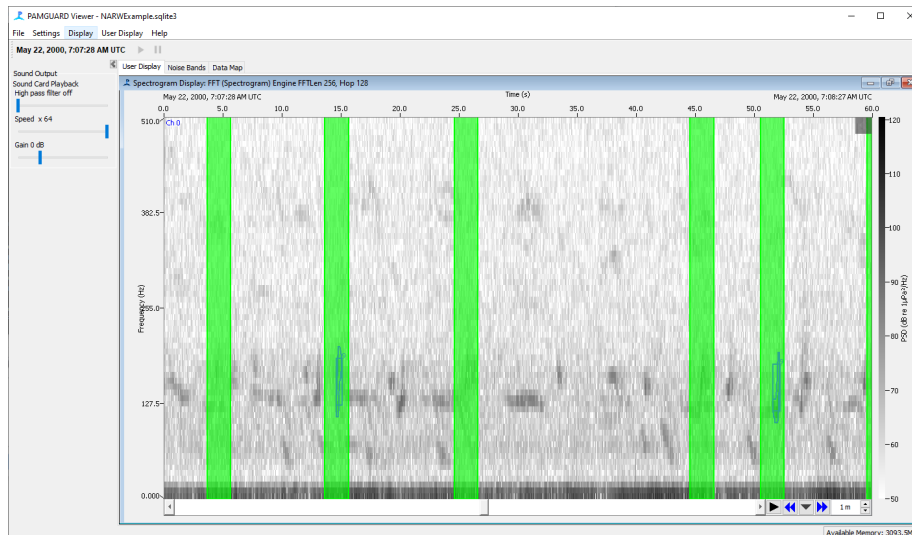 PAMGUARD Viewer - NARWExample.sqlite3
File Settings Display User Display Help
May 22, 2000, 7:07:28 AM UTC
User Display Noise Bands Data Map
Sound Output
Sound Card Playback
High pass filter off
Speed x 64
Gain 0 dB
Spectrogram Display: FFT (Spectrogram) Engine FFTLen 256, Hop 128
May 22, 2000, 7:07:28 AM UTC
Time (s)
May 22, 2000, 7:08:27 AM UTC
0.0 5.0 10.0 15.0 20.0 25.0 30.0 35.0 40.0 45.0 50.0 55.0 60.0
Ch 0
510.0
382.5
255.0
127.5
0.000
Frequency (Hz)
120
110
100
90
80
70
60
50
PSD (dB re 1µPa²/Hz)
1 m
Available Memory: 3093.5M